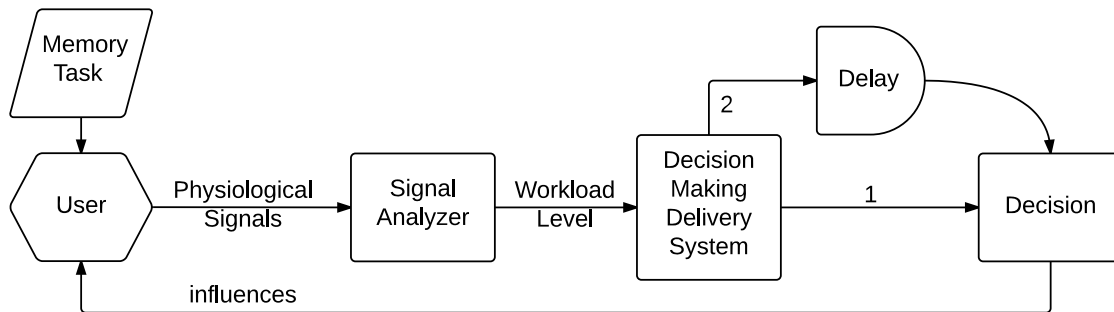 Memory
Task
Delay
2
User
Physiological
Signals
Signal
Analyzer
Workload
Level
Decision
Making
Delivery
System
1
Decision
influences